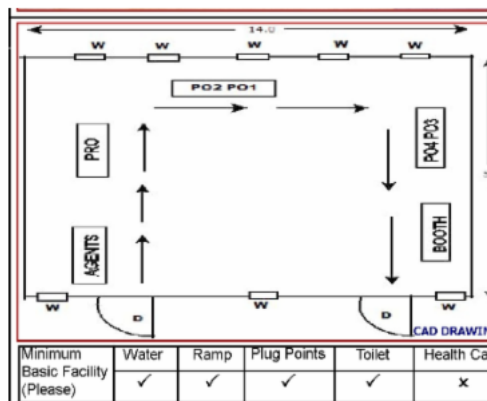 14.0
W W W W W
PO2 PO1
PRO
PO4 PO3
AGENTS
BOOTH
W W W
D D
CAD DRAWIN
Minimum Basic Facility (Please) Water Ramp Plug Points Toilet Health Ca
✓ ✓ ✓ ✓ x